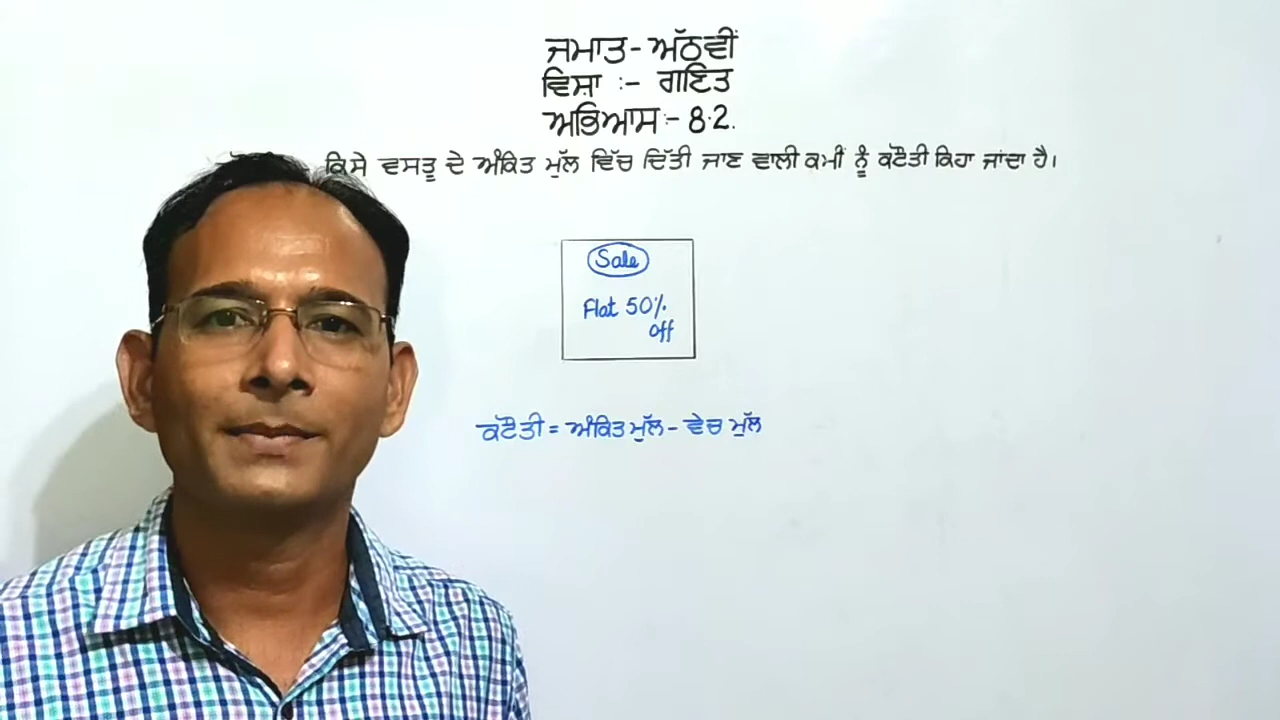 ਜਮਾਤ - ਅੱਠਵੀਂ
ਵਿਸ਼ਾ :- ਗਣਿਤ
ਅਭਿਆਸ :- 8.2.
ਕਿਸੇ ਵਸਤੂ ਦੇ ਅੰਕਿਤ ਮੁੱਲ ਵਿੱਚ ਦਿੱਤੀ ਜਾਣ ਵਾਲੀ ਕਮੀਂ ਨੂੰ ਕਟੌਤੀ ਕਿਹਾ ਜਾਂਦਾ ਹੈ।
Sale
Flat 50%
off
ਕਟੌਤੀ = ਅੰਕਿਤ ਮੁੱਲ - ਵੇਚ ਮੁੱਲ